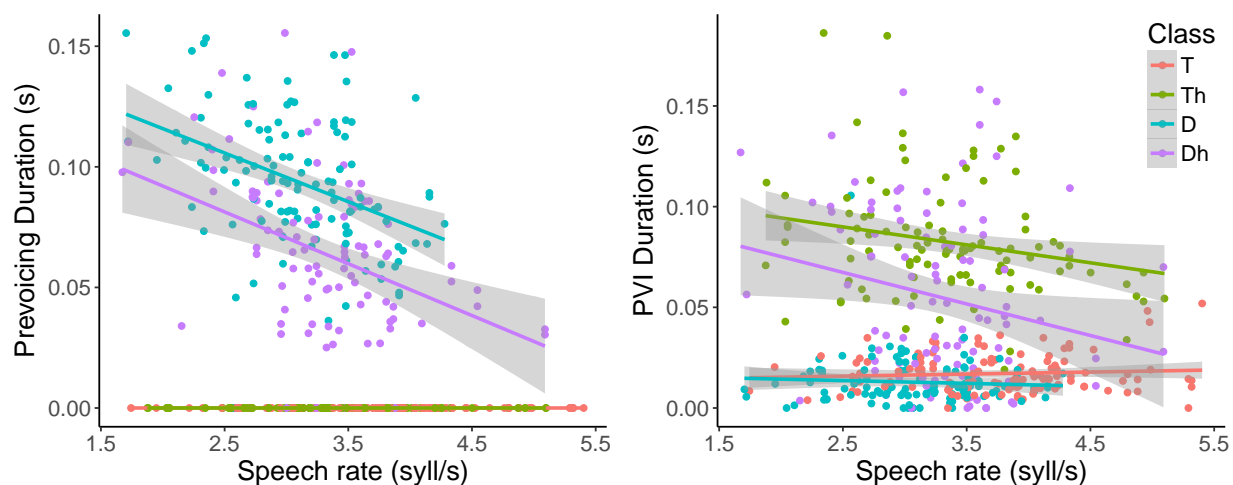 Prevoicing Duration (s)
0.15
0.10
0.05
0.00
1.5 2.5 3.5 4.5 5.5
Speech rate (syll/s)
PVI Duration (s)
0.15
0.10
0.05
0.00
1.5 2.5 3.5 4.5 5.5
Speech rate (syll/s)
Class
T
Th
D
Dh